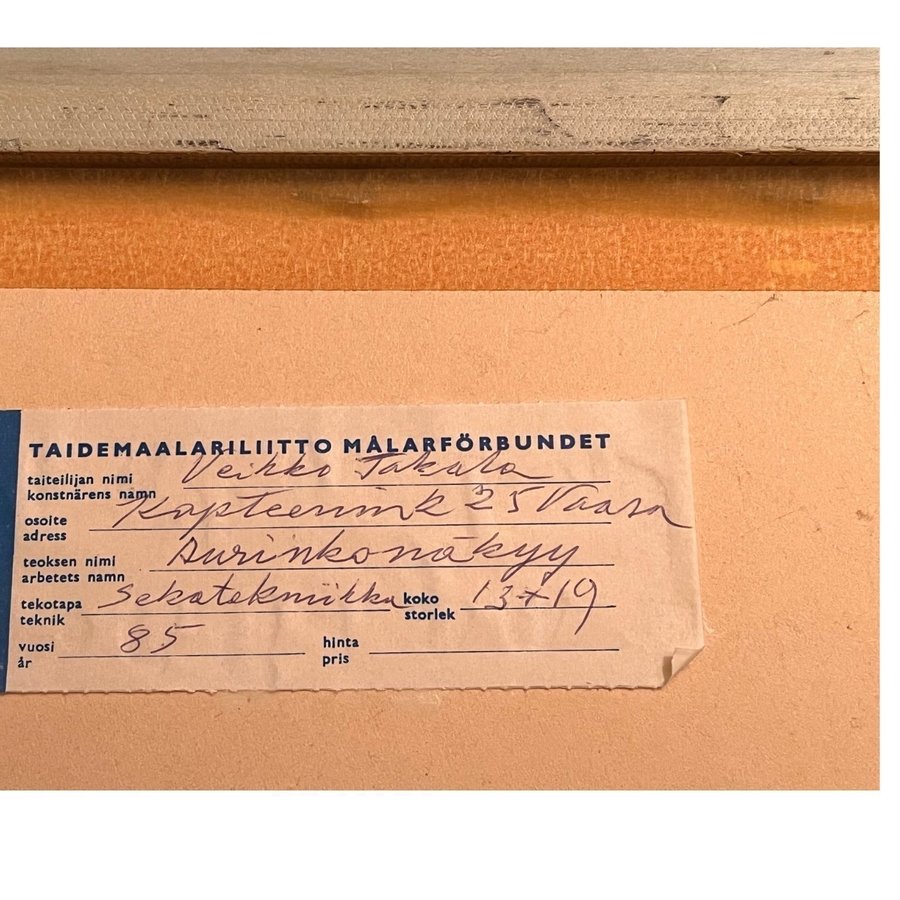 TAIDEMAALARILIITTO MÅLARFÖRBUNDET
taiteilijan nimi Veikko Takala
konstnärens namn
osoite Kapteenink 25 Vaasa
adress
teoksen nimi Aurinkonäkyy
arbetets namn
tekotapa Sekatekniikka koko 13x19
teknik storlek
vuosi 85 hinta
år pris